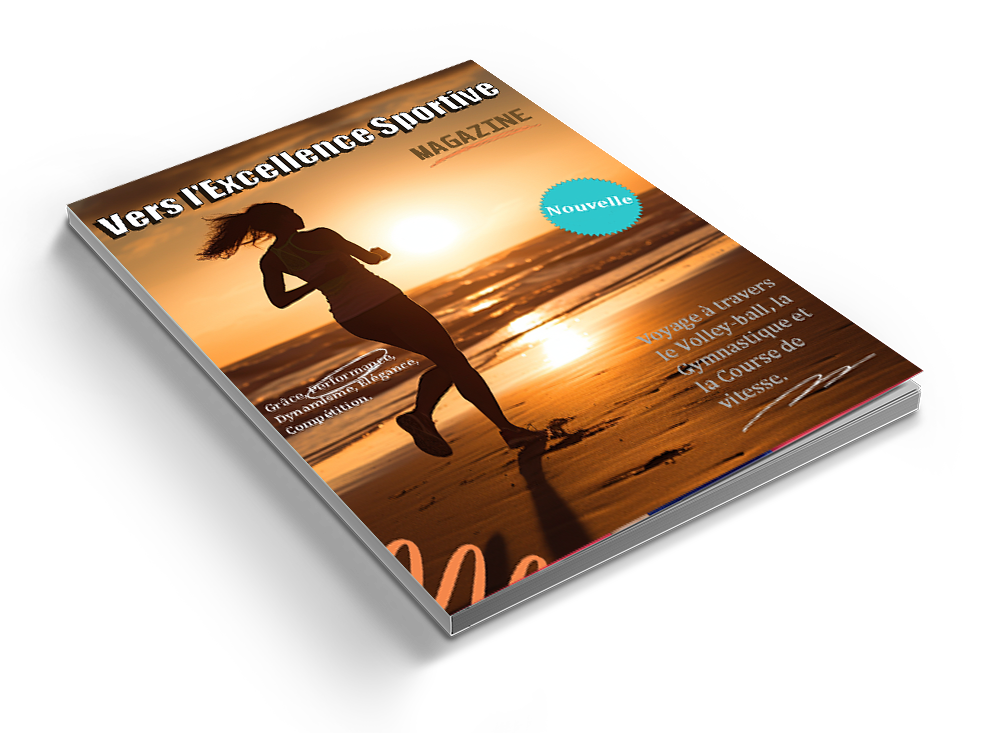 Vers l'Excellence Sportive
MAGAZINE
Nouvelle
Voyage à travers
le Volley-ball, la
Gymnastique et
la Course de
vitesse.
Grâce, Performance,
Dynamisme, Élégance,
Compétition.